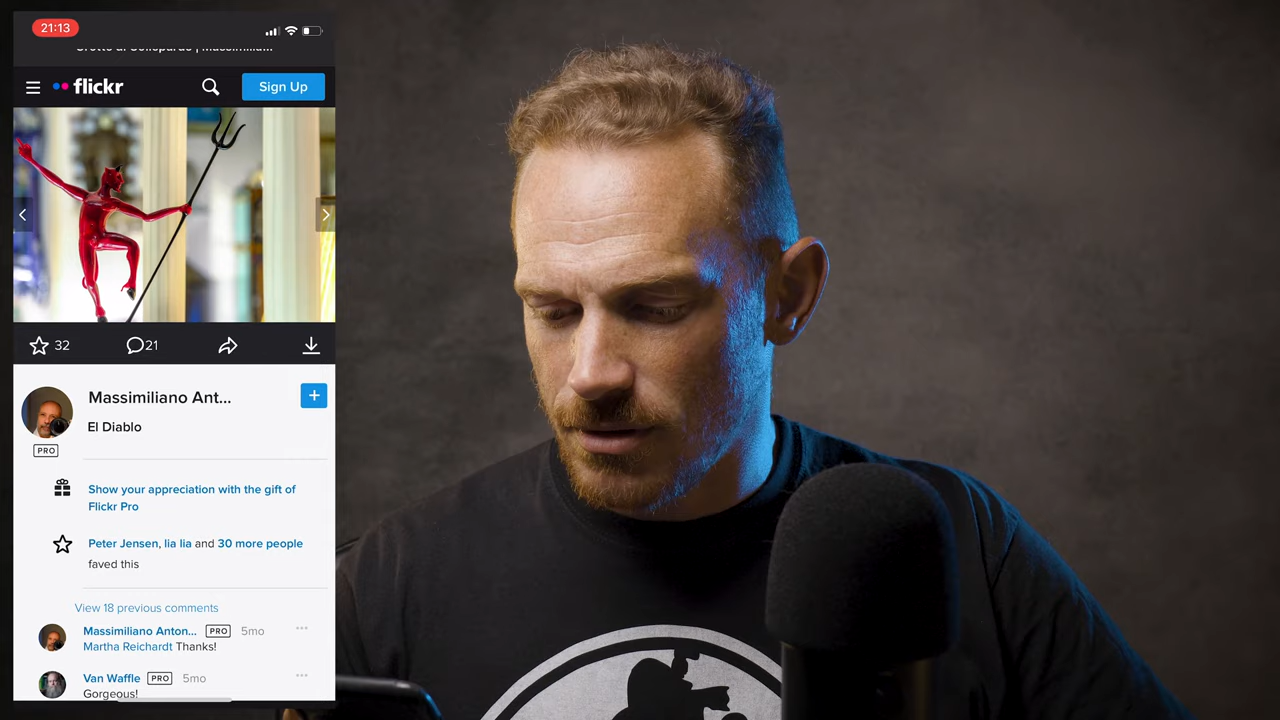 21:13
flickr
Sign Up
32
21
Massimiliano Ant...
El Diablo
PRO
Show your appreciation with the gift of
Flickr Pro
Peter Jensen, lia lia and 30 more people
faved this
View 18 previous comments
Massimiliano Anton... PRO 5mo
Martha Reichardt Thanks!
Van Waffle PRO 5mo
Gorgeous!